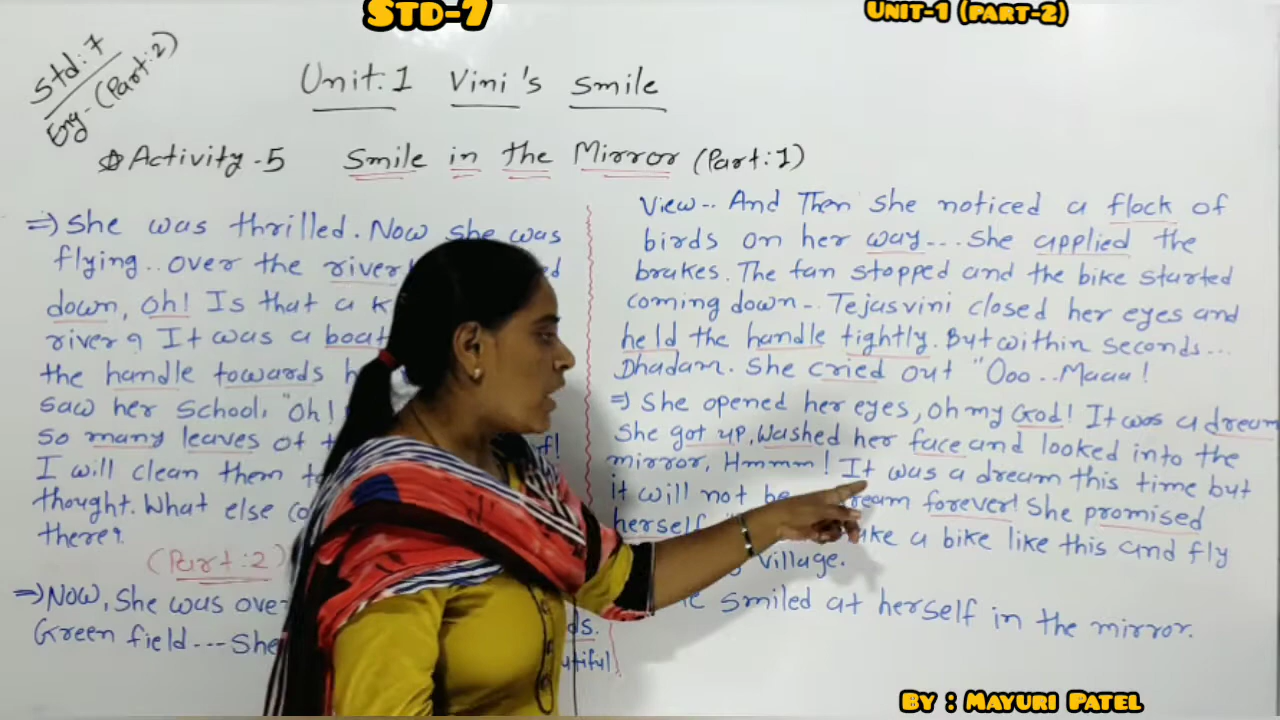 STD-7
UNIT-1 (PART-2)
Std: 7
Eng - (Part: 2)
Unit: 1 Vini's smile
Activity - 5 Smile in the Mirror (Part: 1)
⇒ She was thrilled. Now she was
flying.. over the river
down, Oh! Is that a
river? It was a boat
the handle towards
saw her school. "Oh!
so many leaves of
I will clean them
thought. What else
there?
(Part: 2)
⇒ Now, She was
Green field --- She
View -- And Then She noticed a flock of
birds on her way... She applied the
brakes. The fan stopped and the bike started
coming down -.. Tejasvini closed her eyes and
held the handle tightly. But within seconds...
Dhadam. She cried out "Ooo.. Maaa!
⇒ She opened her eyes, Oh my God! It was a dream
She got up, Washed her face and looked into the
mirror, Hmmm! It was a dream this time but
it will not be forever! She promised
herself a bike like this and fly
village.
smiled at herself in the mirror.
BY : MAYURI PATEL